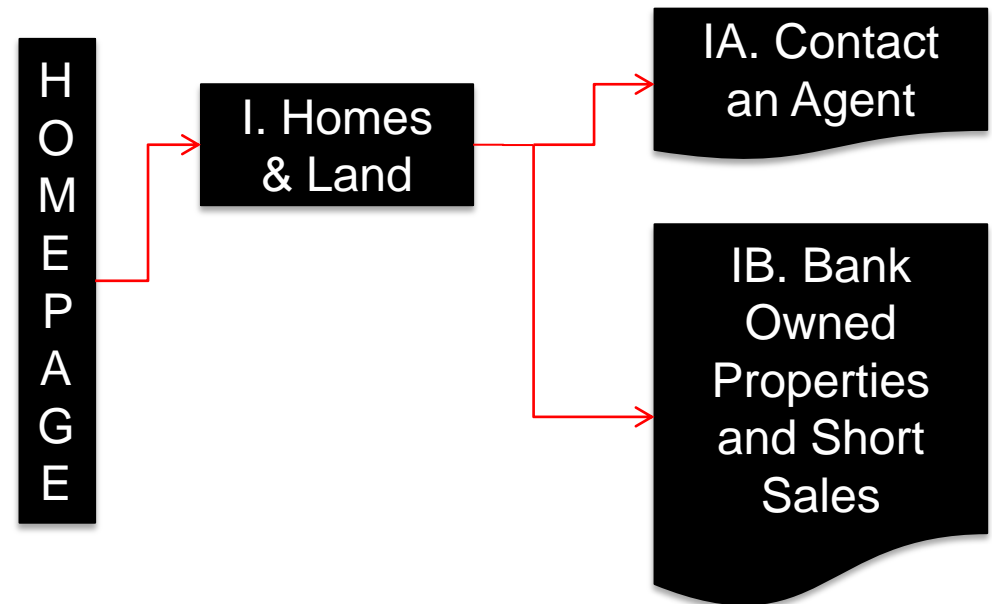 H
O
M
E
P
A
G
E
I. Homes
& Land
IA. Contact
an Agent
IB. Bank
Owned
Properties
and Short
Sales